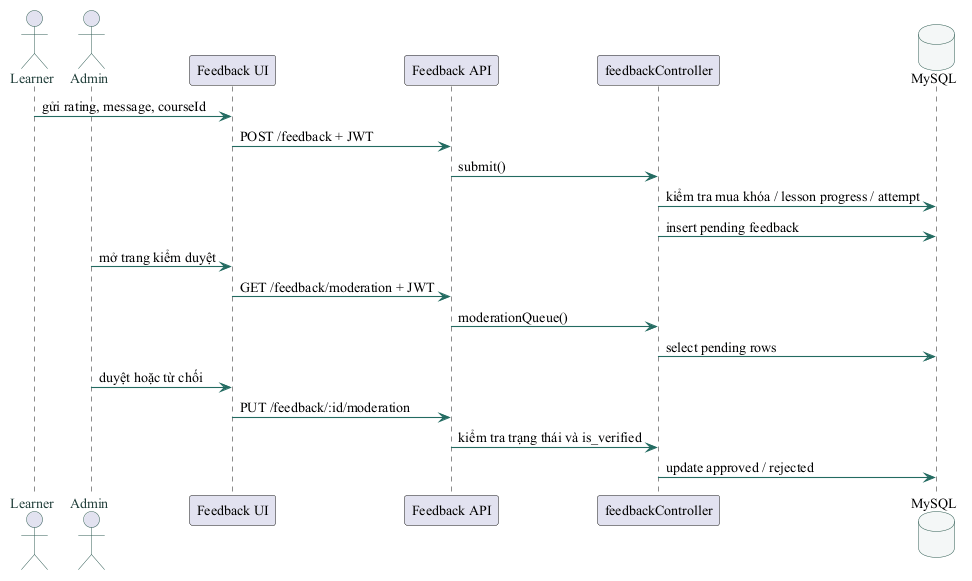 Learner
Admin
Feedback UI
Feedback API
feedbackController
MySQL
gửi rating, message, courseId
POST /feedback + JWT
submit()
kiểm tra mua khóa / lesson progress / attempt
insert pending feedback
mở trang kiểm duyệt
GET /feedback/moderation + JWT
moderationQueue()
select pending rows
duyệt hoặc từ chối
PUT /feedback/:id/moderation
kiểm tra trạng thái và is_verified
update approved / rejected
Learner
Admin
Feedback UI
Feedback API
feedbackController
MySQL